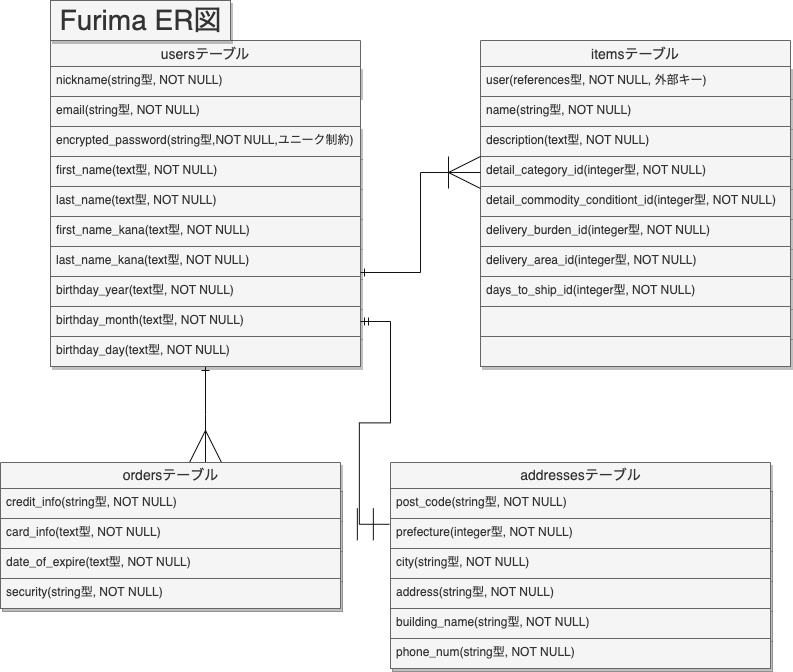 Furima ER図
usersテーブル
nickname(string型, NOT NULL)
email(string型, NOT NULL)
encrypted_password(string型,NOT NULL,ユニーク制約)
first_name(text型, NOT NULL)
last_name(text型, NOT NULL)
first_name_kana(text型, NOT NULL)
last_name_kana(text型, NOT NULL)
birthday_year(text型, NOT NULL)
birthday_month(text型, NOT NULL)
birthday_day(text型, NOT NULL)
itemsテーブル
user(references型, NOT NULL, 外部キー)
name(string型, NOT NULL)
description(text型, NOT NULL)
detail_category_id(integer型, NOT NULL)
detail_commodity_conditiont_id(integer型, NOT NULL)
delivery_burden_id(integer型, NOT NULL)
delivery_area_id(integer型, NOT NULL)
days_to_ship_id(integer型, NOT NULL)
ordersテーブル
credit_info(string型, NOT NULL)
card_info(text型, NOT NULL)
date_of_expire(text型, NOT NULL)
security(string型, NOT NULL)
addressesテーブル
post_code(string型, NOT NULL)
prefecture(integer型, NOT NULL)
city(string型, NOT NULL)
address(string型, NOT NULL)
building_name(string型, NOT NULL)
phone_num(string型, NOT NULL)